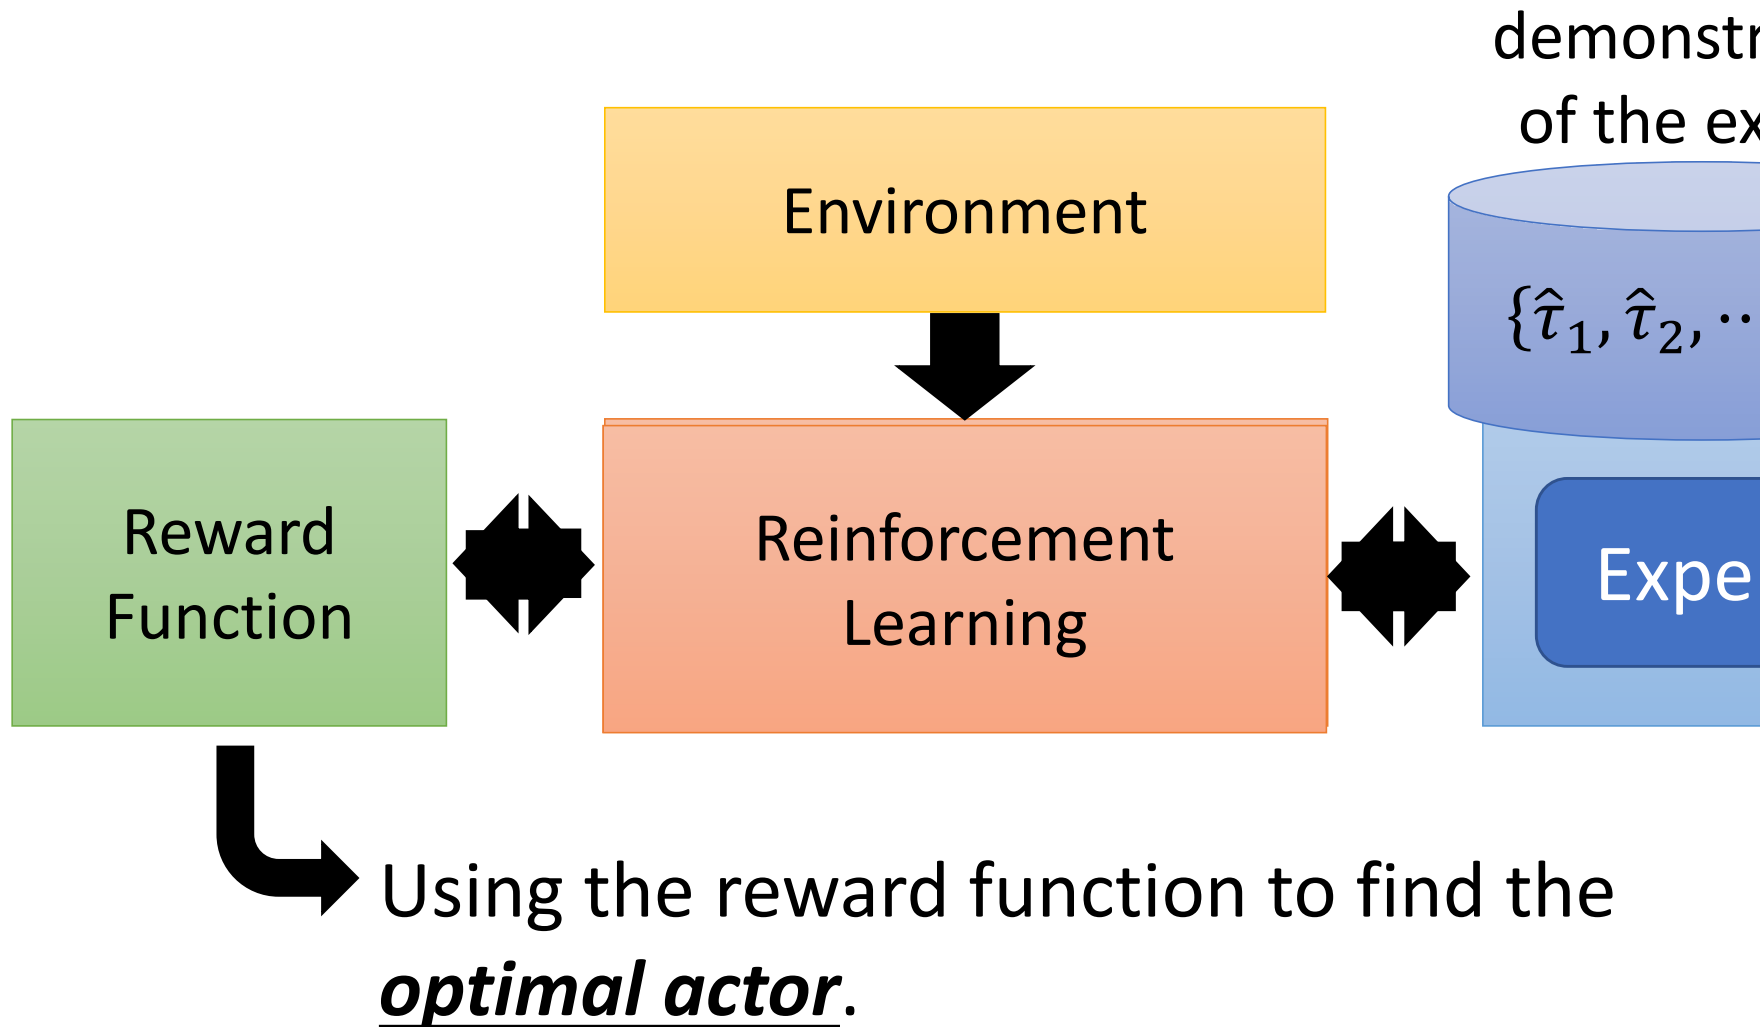 demonstr
of the ex
Environment
{τ̂₁, τ̂₂, ⋯
Reward
Function
Reinforcement
Learning
Expe
Using the reward function to find the
optimal actor.